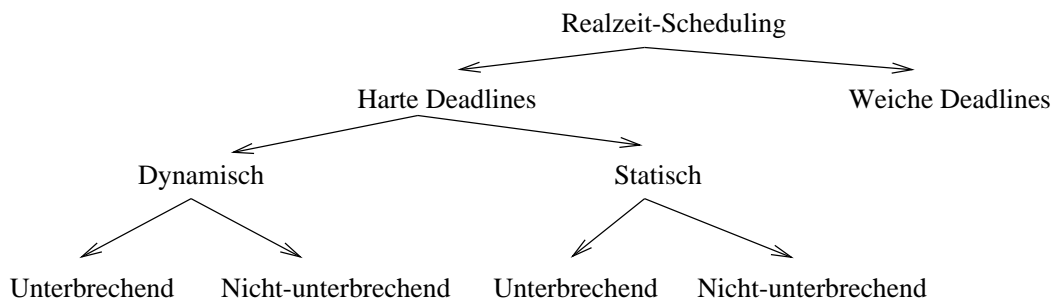 Realzeit-Scheduling
Harte Deadlines Weiche Deadlines
Dynamisch Statisch
Unterbrechend Nicht-unterbrechend Unterbrechend Nicht-unterbrechend